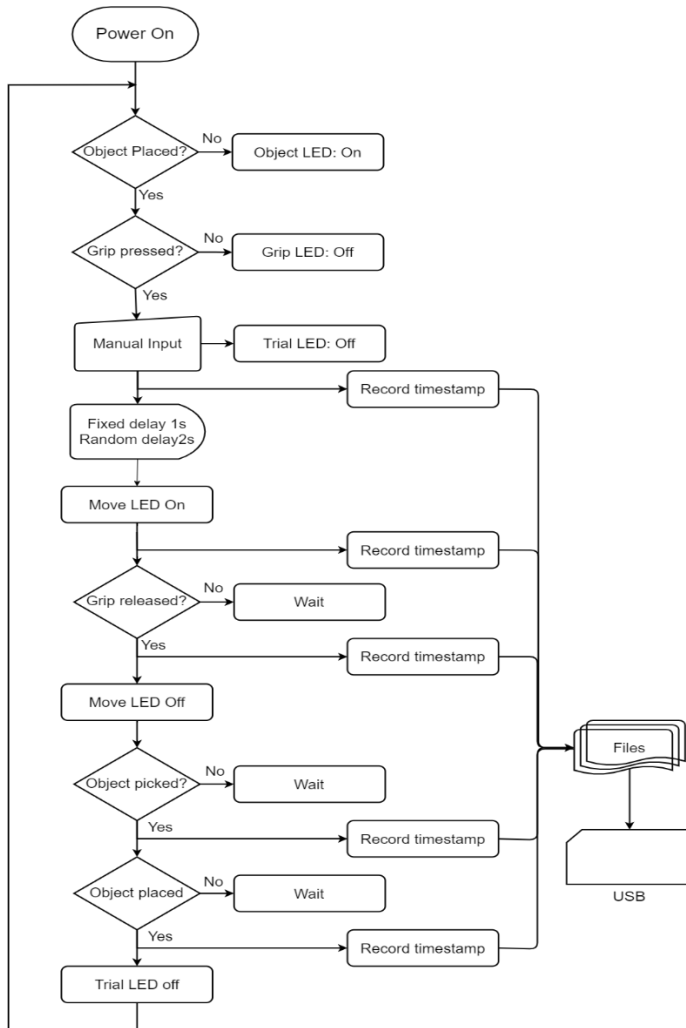 Power On
Object Placed?
No
Object LED: On
Yes
Grip pressed?
No
Grip LED: Off
Yes
Manual Input
Trial LED: Off
Record timestamp
Fixed delay 1s
Random delay2s
Move LED On
Record timestamp
Grip released?
No
Wait
Yes
Record timestamp
Move LED Off
Files
Object picked?
No
Wait
Yes
Record timestamp
Object placed
No
Wait
USB
Yes
Record timestamp
Trial LED off